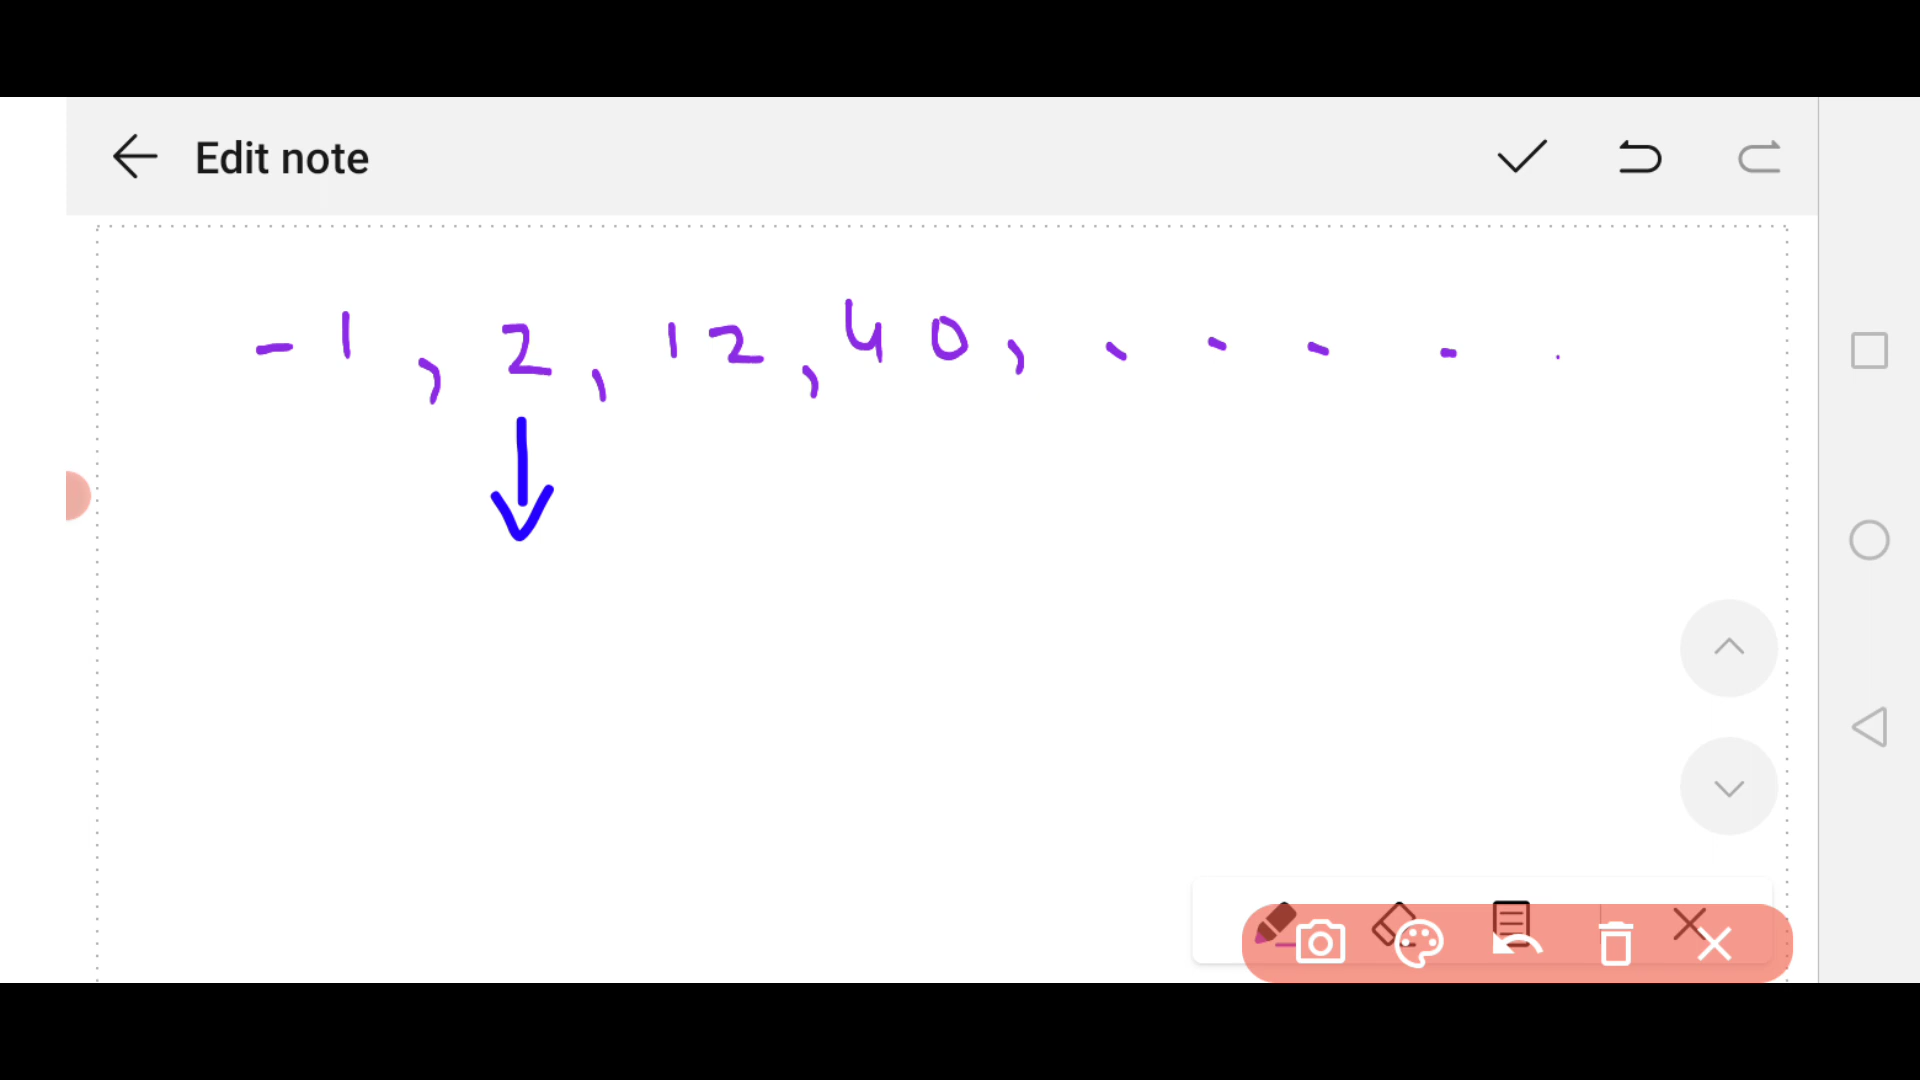 Edit note
-1, 2, 12, 40, . . . . .